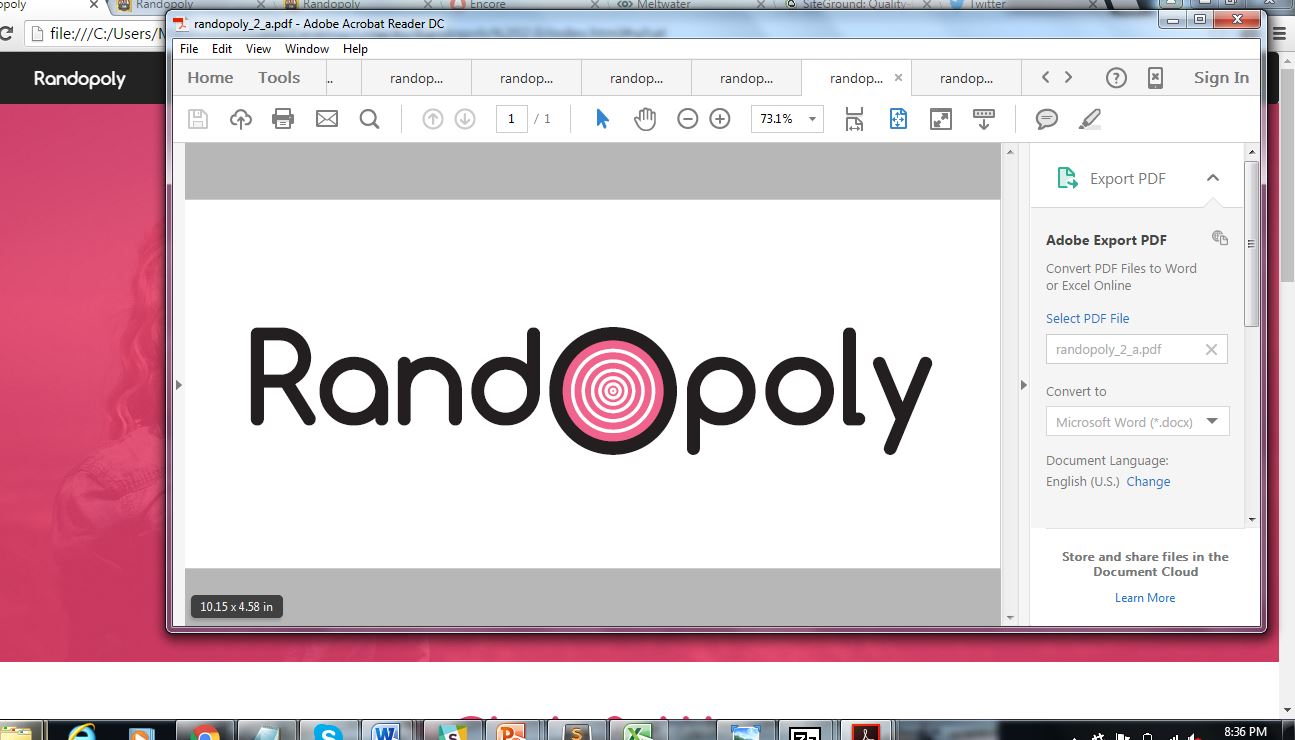 opoly Randopoly Randopoly Encore Meltwater SiteGround: Quality- Twitter
randopoly_2_a.pdf - Adobe Acrobat Reader DC
file:///C:/Users/M
File Edit View Window Help
Randopoly
Home Tools .. randop... randop... randop... randop... randop... randop... Sign In
1 / 1 73.1%
Export PDF
Adobe Export PDF
Convert PDF Files to Word
or Excel Online
Select PDF File
randopoly_2_a.pdf
Convert to
Microsoft Word (*.docx)
Document Language:
English (U.S.) Change
Store and share files in the
Document Cloud
Learn More
RandOpoly
10.15 x 4.58 in
8:36 PM